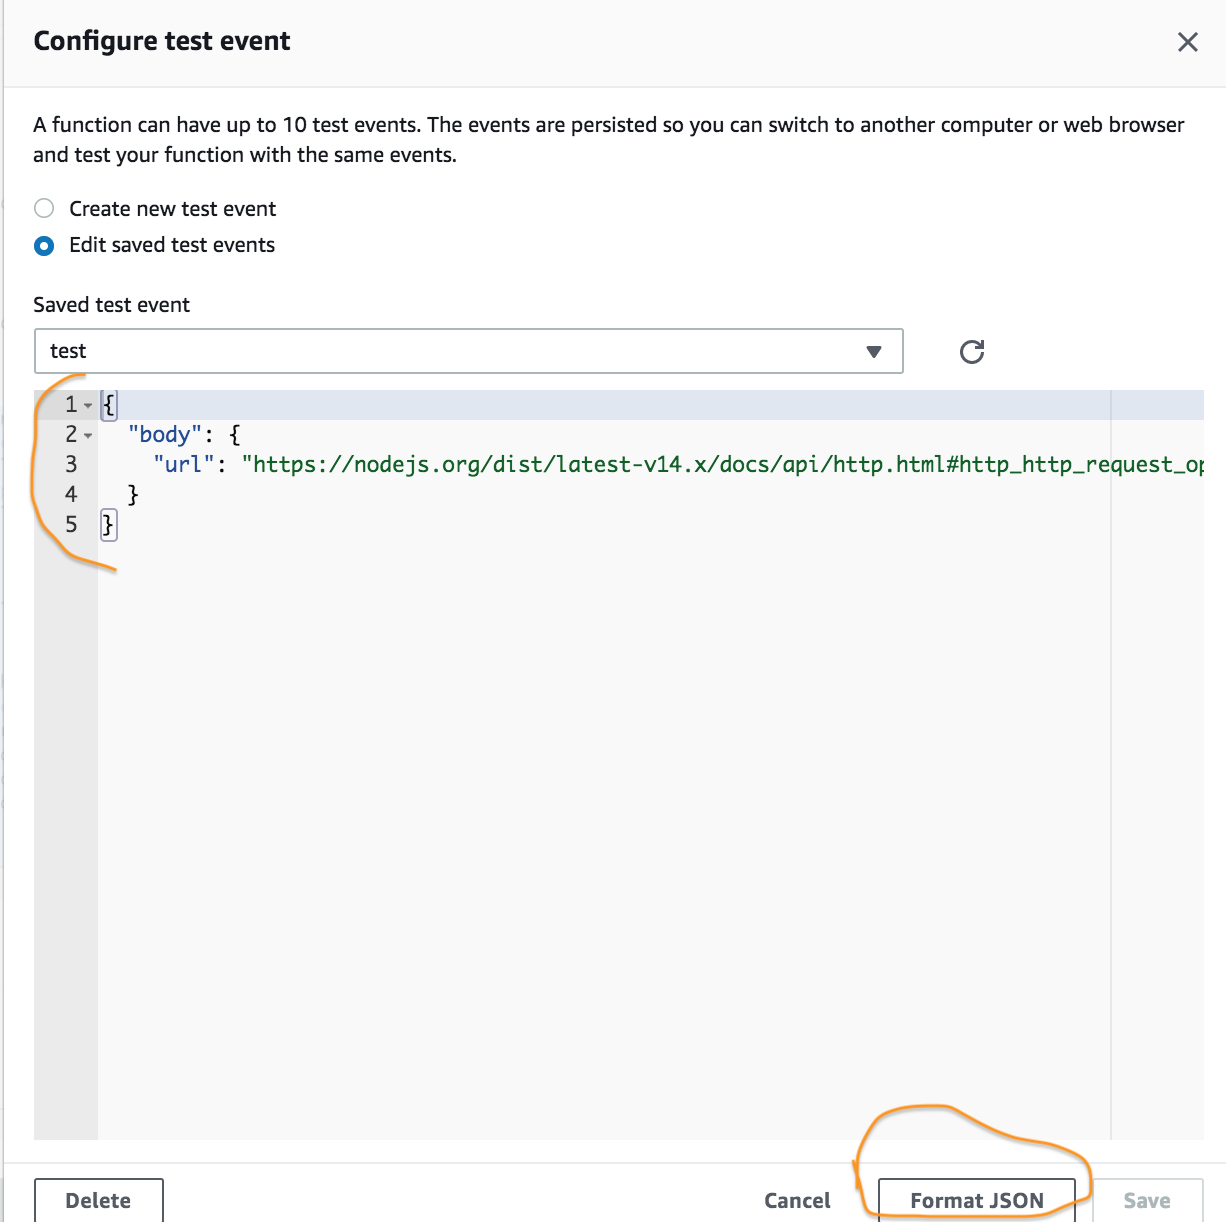 Configure test event
A function can have up to 10 test events. The events are persisted so you can switch to another computer or web browser
and test your function with the same events.
Create new test event
Edit saved test events
Saved test event
test
1 {
2 "body": {
3 "url": "https://nodejs.org/dist/latest-v14.x/docs/api/http.html#http_http_request_op
4 }
5 }
Delete Cancel Format JSON Save